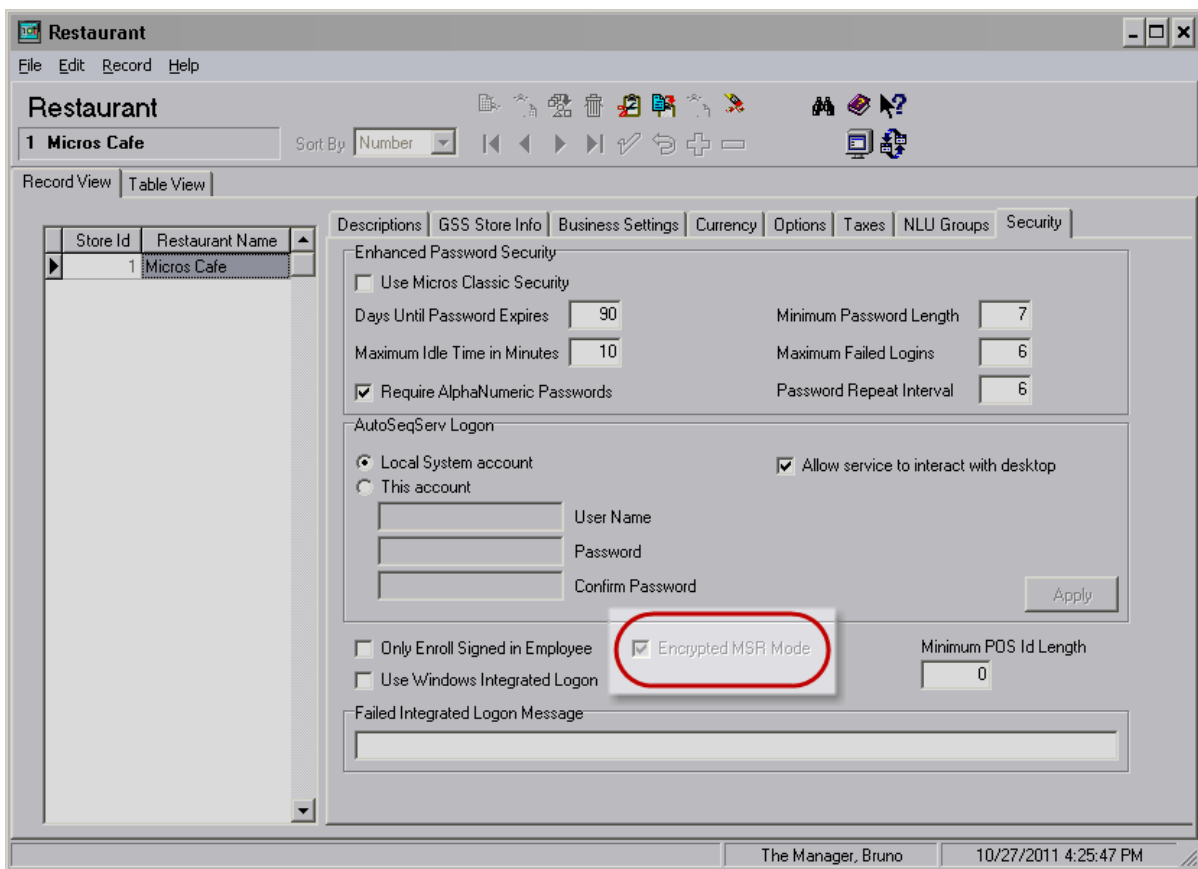 Restaurant
File Edit Record Help
Restaurant
1 Micros Cafe
Sort By Number
Record View Table View
Store Id Restaurant Name
1 Micros Cafe
Descriptions GSS Store Info Business Settings Currency Options Taxes NLU Groups Security
Enhanced Password Security
Use Micros Classic Security
Days Until Password Expires 90 Minimum Password Length 7
Maximum Idle Time in Minutes 10 Maximum Failed Logins 6
Require AlphaNumeric Passwords Password Repeat Interval 6
AutoSeqServ Logon
Local System account Allow service to interact with desktop
This account
User Name
Password
Confirm Password
Apply
Only Enroll Signed in Employee Encrypted MSR Mode Minimum POS Id Length
Use Windows Integrated Logon 0
Failed Integrated Logon Message
The Manager, Bruno 10/27/2011 4:25:47 PM